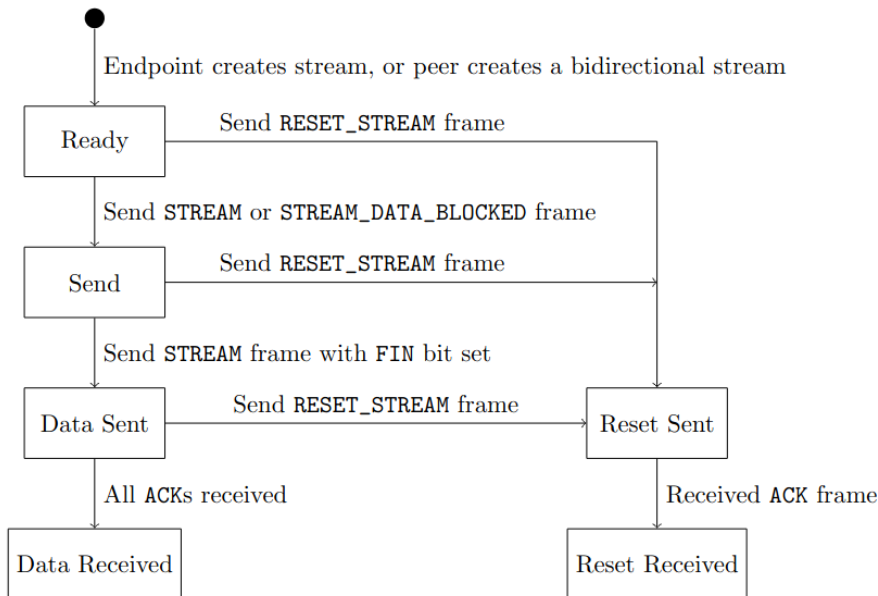 Endpoint creates stream, or peer creates a bidirectional stream
Ready
Send RESET_STREAM frame
Send STREAM or STREAM_DATA_BLOCKED frame
Send
Send RESET_STREAM frame
Send STREAM frame with FIN bit set
Data Sent
Send RESET_STREAM frame
Reset Sent
All ACKs received
Received ACK frame
Data Received
Reset Received